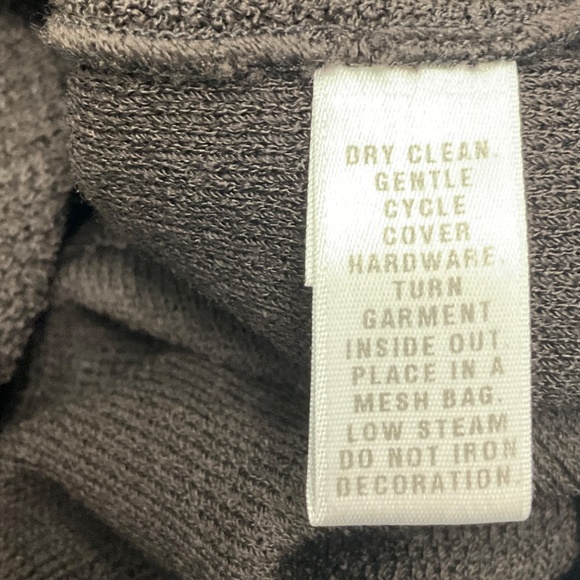 DRY CLEAN.
GENTLE
CYCLE
COVER
HARDWARE.
TURN
GARMENT
INSIDE OUT.
PLACE IN A
MESH BAG.
LOW STEAM
DO NOT IRON
DECORATION